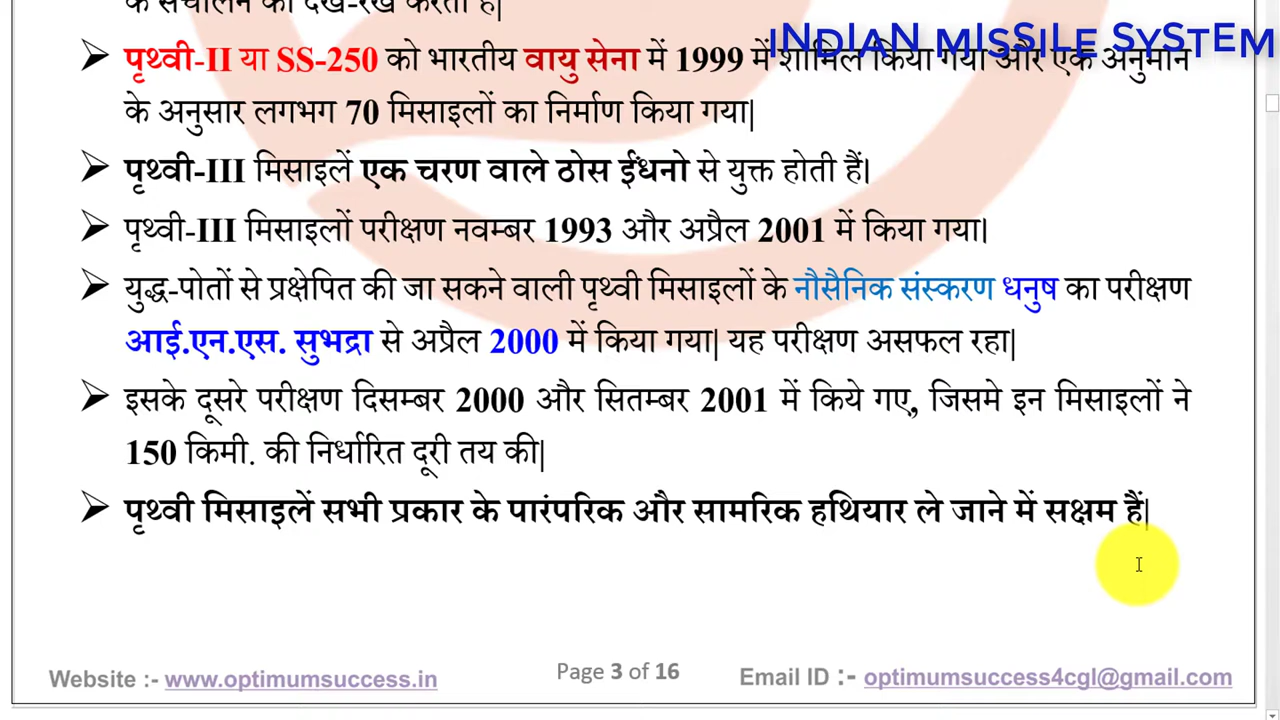 के संचालन की देख-रेख करती है|
INDIAN MISSILE SYSTEM
➢ पृथ्वी-II या SS-250 को भारतीय वायु सेना में 1999 में शामिल किया गया और एक अनुमान
के अनुसार लगभग 70 मिसाइलों का निर्माण किया गया|
➢ पृथ्वी-III मिसाइलें एक चरण वाले ठोस ईंधनो से युक्त होती हैं।
➢ पृथ्वी-III मिसाइलों परीक्षण नवम्बर 1993 और अप्रैल 2001 में किया गया।
➢ युद्ध-पोतों से प्रक्षेपित की जा सकने वाली पृथ्वी मिसाइलों के नौसैनिक संस्करण धनुष का परीक्षण
आई.एन.एस. सुभद्रा से अप्रैल 2000 में किया गया| यह परीक्षण असफल रहा|
➢ इसके दूसरे परीक्षण दिसम्बर 2000 और सितम्बर 2001 में किये गए, जिसमे इन मिसाइलों ने
150 किमी. की निर्धारित दूरी तय की|
➢ पृथ्वी मिसाइलें सभी प्रकार के पारंपरिक और सामरिक हथियार ले जाने में सक्षम हैं|
Website :- www.optimumsuccess.in Page 3 of 16 Email ID :- optimumsuccess4cgl@gmail.com